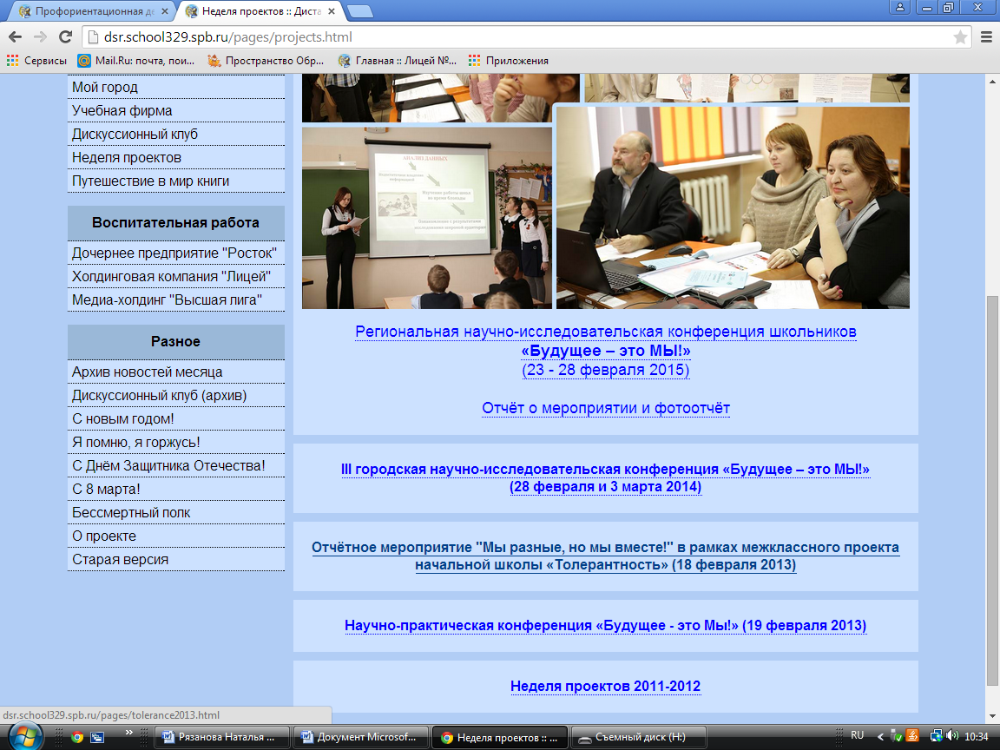 Профориентационная де
Неделя проектов :: Диста
dsr.school329.spb.ru/pages/projects.html
Сервисы
Mail.Ru: почта, пои...
Пространство Обр...
Главная :: Лицей №...
Приложения
Мой город
Учебная фирма
Дискуссионный клуб
Неделя проектов
Путешествие в мир книги
Воспитательная работа
Дочернее предприятие "Росток"
Холдинговая компания "Лицей"
Медиа-холдинг "Высшая лига"
Разное
Архив новостей месяца
Дискуссионный клуб (архив)
С новым годом!
Я помню, я горжусь!
С Днём Защитника Отечества!
С 8 марта!
Бессмертный полк
О проекте
Старая версия
АНАЛИЗ ДАННЫХ
Региональная научно-исследовательская конференция школьников
«Будущее – это МЫ!»
(23 - 28 февраля 2015)
Отчёт о мероприятии и фотоотчёт
III городская научно-исследовательская конференция «Будущее – это МЫ!»
(28 февраля и 3 марта 2014)
Отчётное мероприятие "Мы разные, но мы вместе!" в рамках межклассного проекта
начальной школы «Толерантность» (18 февраля 2013)
Научно-практическая конференция «Будущее - это Мы!» (19 февраля 2013)
Неделя проектов 2011-2012
dsr.school329.spb.ru/pages/tolerance2013.html
Рязанова Наталья ...
Документ Microsof...
Неделя проектов :: ...
Съемный диск (H:)
RU
10:34